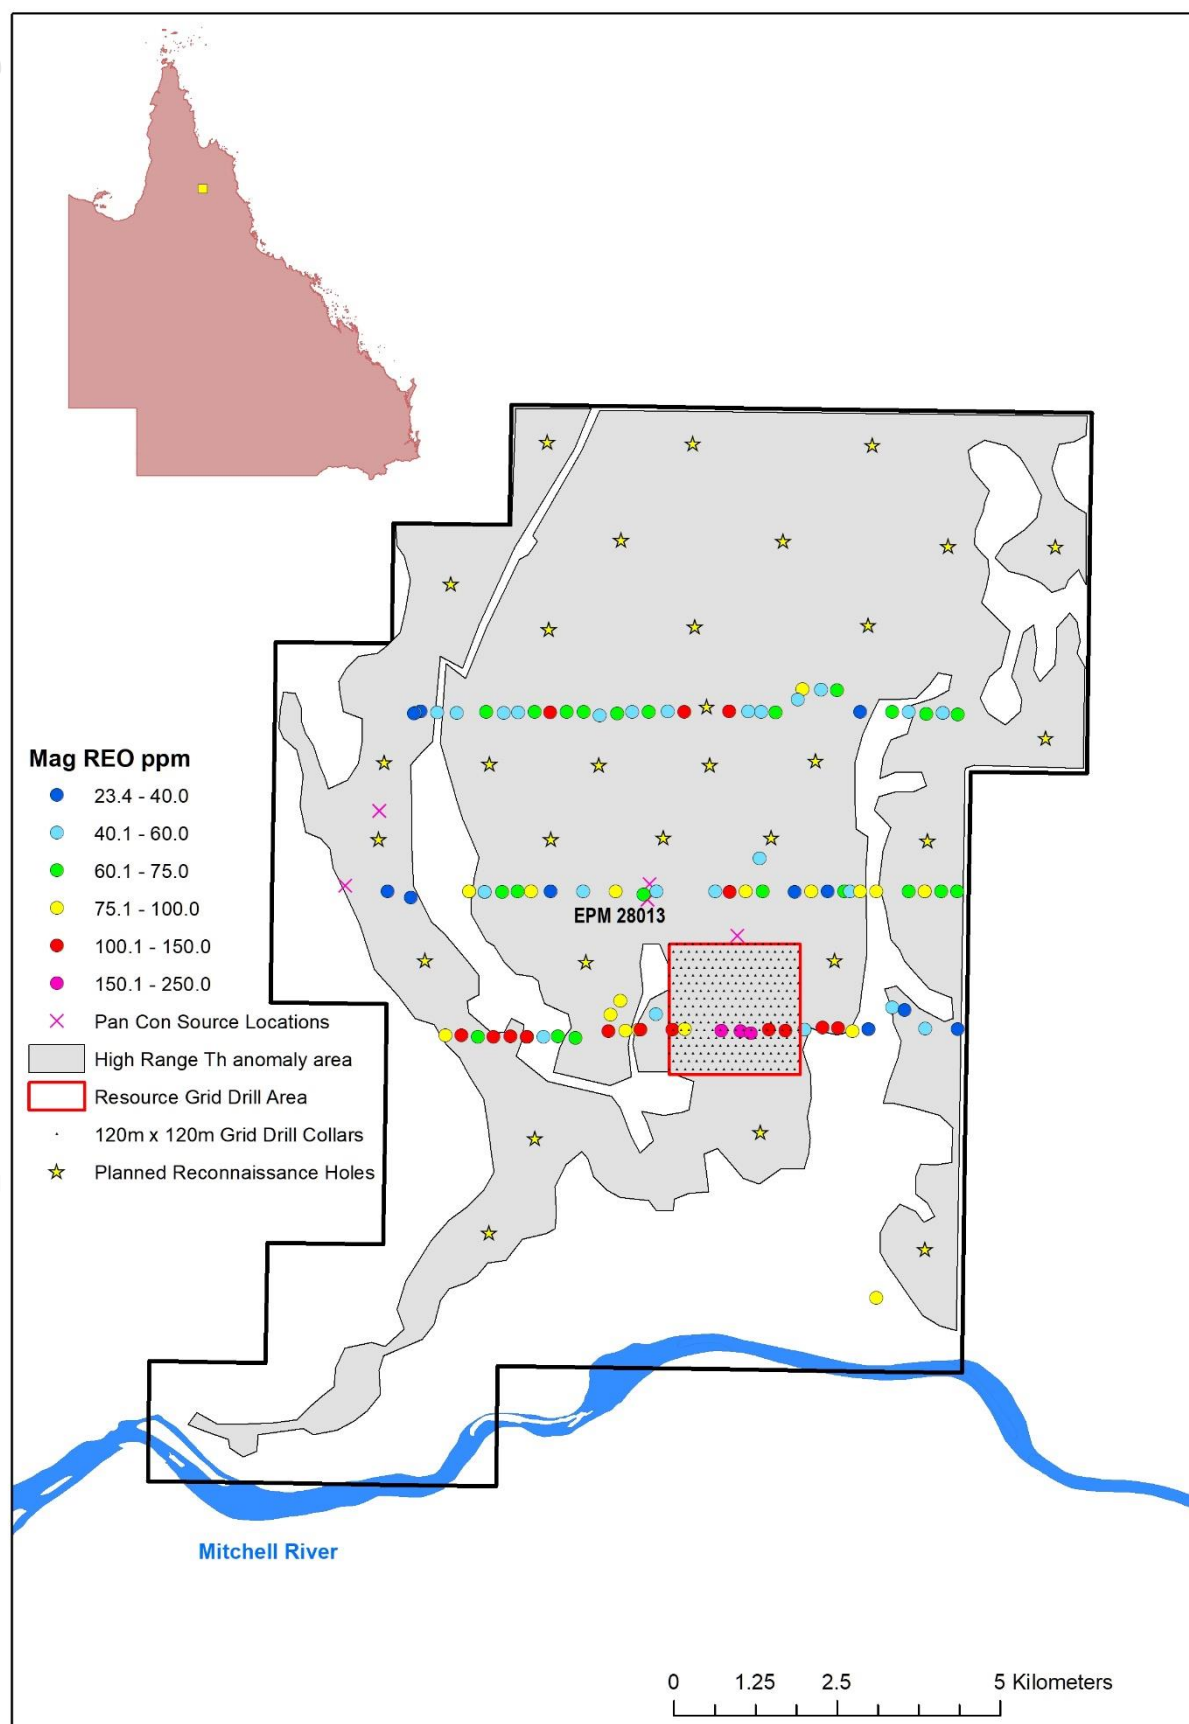 EPM 28013
Mag REO ppm
23.4 - 40.0
40.1 - 60.0
60.1 - 75.0
75.1 - 100.0
100.1 - 150.0
150.1 - 250.0
Pan Con Source Locations
High Range Th anomaly area
Resource Grid Drill Area
120m x 120m Grid Drill Collars
Planned Reconnaissance Holes
Mitchell River
0 1.25 2.5 5 Kilometers